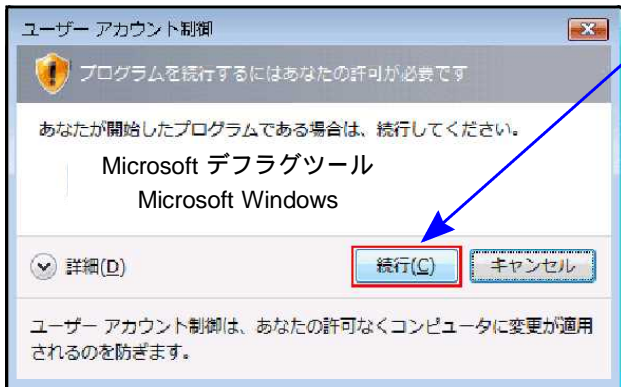 ユーザー アカウント制御
プログラムを続行するにはあなたの許可が必要です
あなたが開始したプログラムである場合は、続行してください。
Microsoft デフラグツール
Microsoft Windows
詳細(D)
続行(C)
キャンセル
ユーザー アカウント制御は、あなたの許可なくコンピュータに変更が適用
されるのを防ぎます。